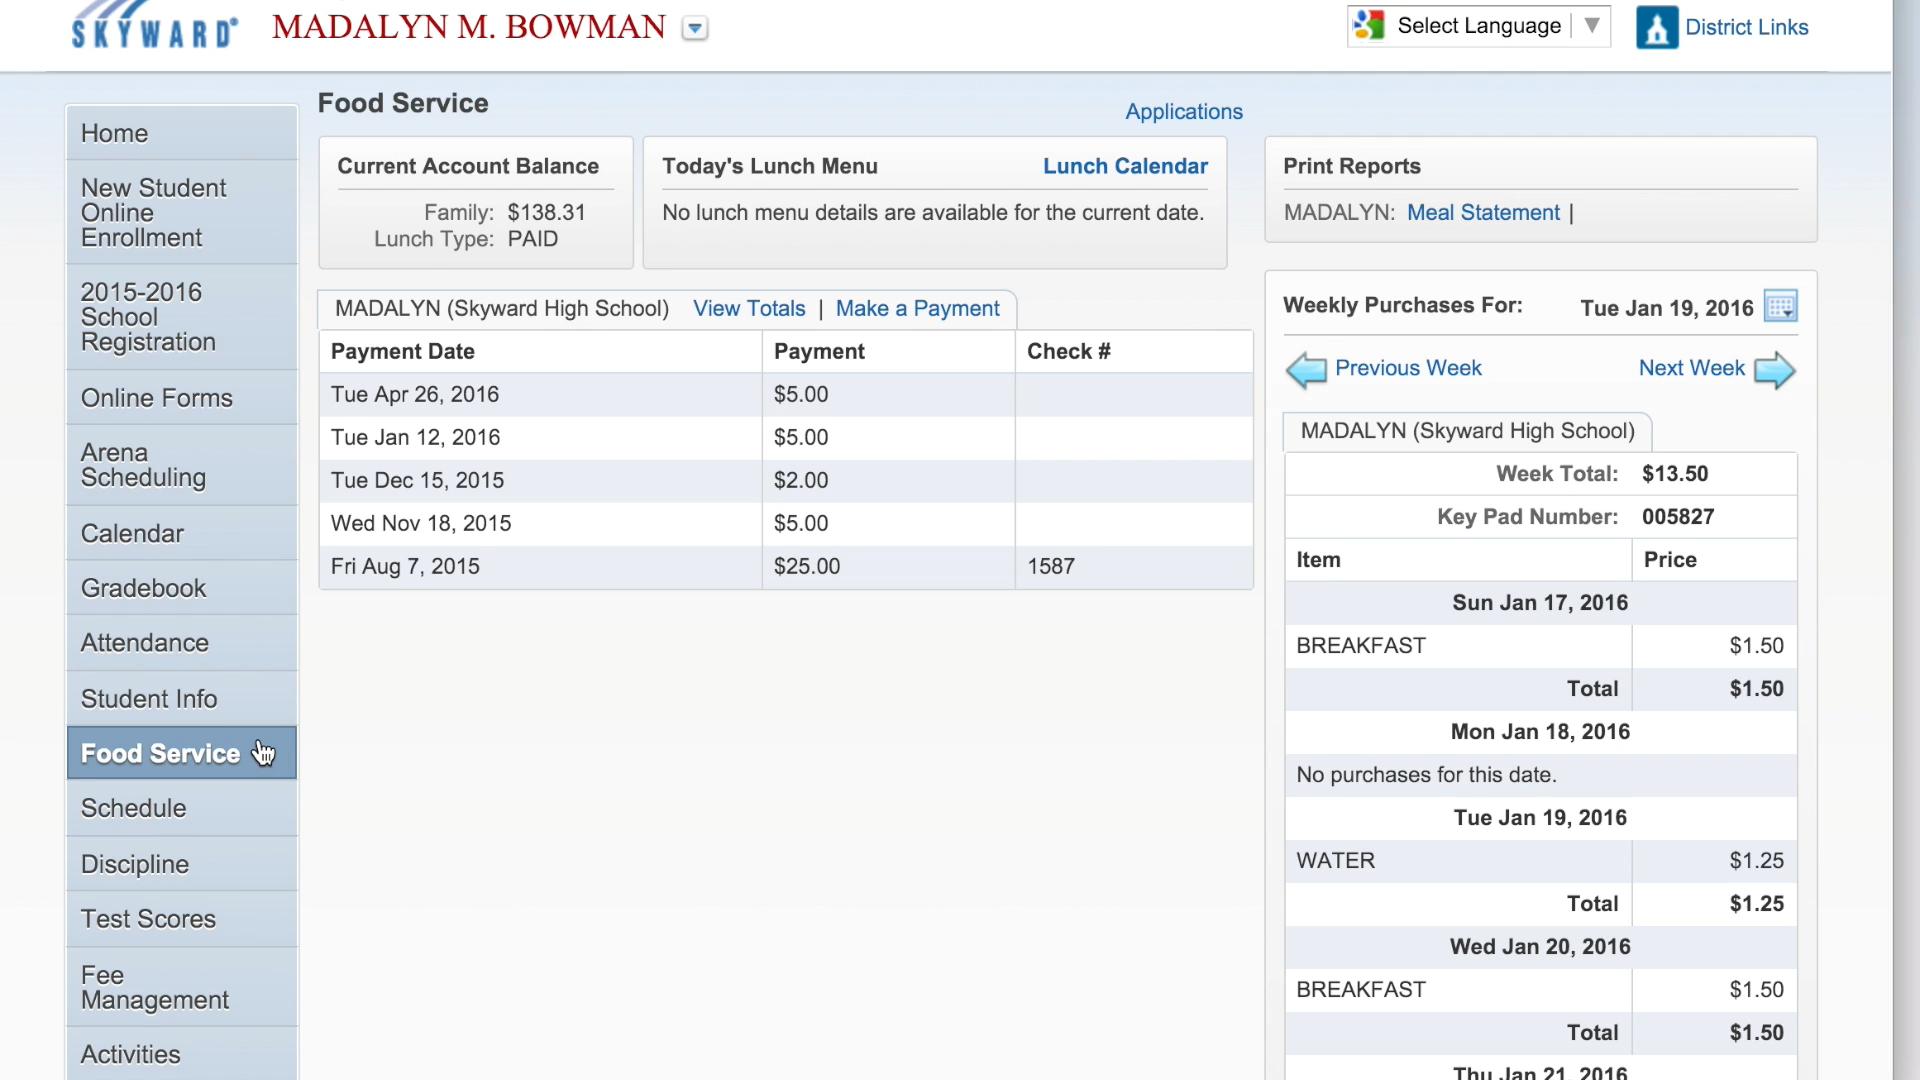 SKYWARD
MADALYN M. BOWMAN
Select Language
District Links
Home
New Student
Online
Enrollment
2015-2016
School
Registration
Online Forms
Arena
Scheduling
Calendar
Gradebook
Attendance
Student Info
Food Service
Schedule
Discipline
Test Scores
Fee
Management
Activities
Food Service
Applications
Current Account Balance
Family: $138.31
Lunch Type: PAID
Today's Lunch Menu Lunch Calendar
No lunch menu details are available for the current date.
MADALYN (Skyward High School) View Totals | Make a Payment
Payment Date Payment Check #
Tue Apr 26, 2016 $5.00
Tue Jan 12, 2016 $5.00
Tue Dec 15, 2015 $2.00
Wed Nov 18, 2015 $5.00
Fri Aug 7, 2015 $25.00 1587
Print Reports
MADALYN: Meal Statement |
Weekly Purchases For: Tue Jan 19, 2016
Previous Week Next Week
MADALYN (Skyward High School)
Week Total: $13.50
Key Pad Number: 005827
Item Price
Sun Jan 17, 2016
BREAKFAST $1.50
Total $1.50
Mon Jan 18, 2016
No purchases for this date.
Tue Jan 19, 2016
WATER $1.25
Total $1.25
Wed Jan 20, 2016
BREAKFAST $1.50
Total $1.50
Thu Jan 21, 2016